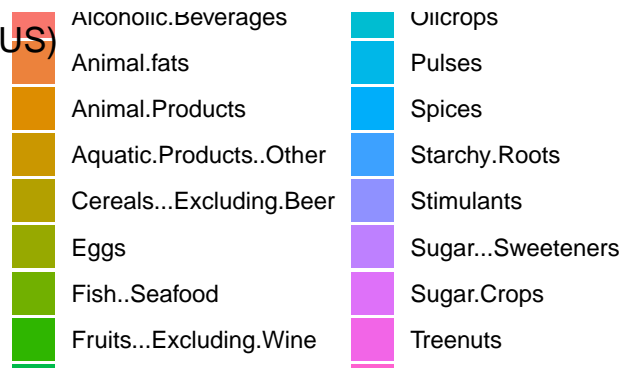 Alcoholic.Beverages
US)
Animal.fats
Animal.Products
Aquatic.Products..Other
Cereals...Excluding.Beer
Eggs
Fish..Seafood
Fruits...Excluding.Wine
Oilcrops
Pulses
Spices
Starchy.Roots
Stimulants
Sugar...Sweeteners
Sugar.Crops
Treenuts